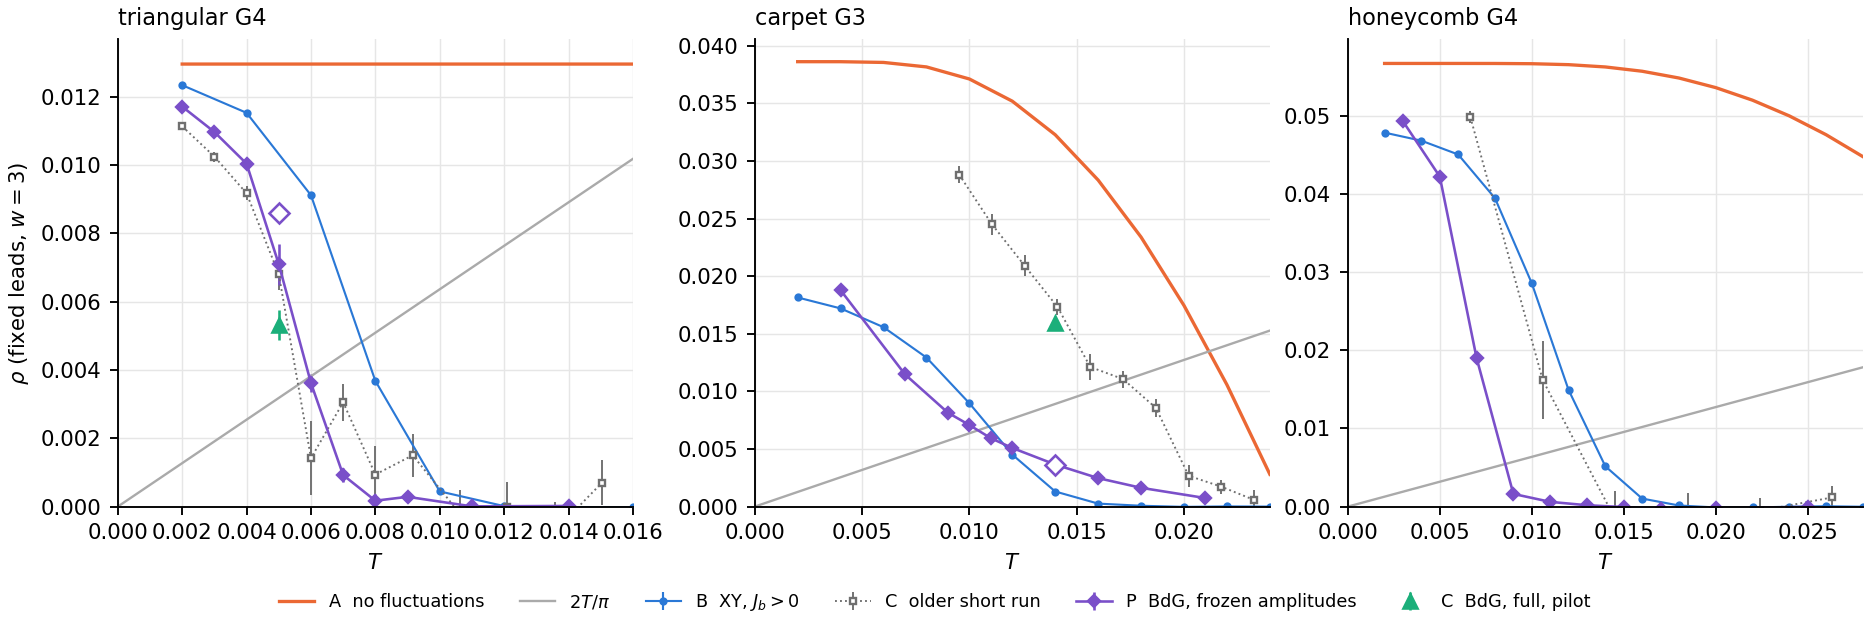 triangular G4
carpet G3
honeycomb G4
ρ (fixed leads, w = 3)
0.012
0.010
0.008
0.006
0.004
0.002
0.000
0.000 0.002 0.004 0.006 0.008 0.010 0.012 0.014 0.016
T
0.040
0.035
0.030
0.025
0.020
0.015
0.010
0.005
0.000
0.000 0.005 0.010 0.015 0.020
T
0.05
0.04
0.03
0.02
0.01
0.00
0.000 0.005 0.010 0.015 0.020 0.025
T
A no fluctuations
2T/π
B XY, J_b > 0
C older short run
P BdG, frozen amplitudes
C BdG, full, pilot